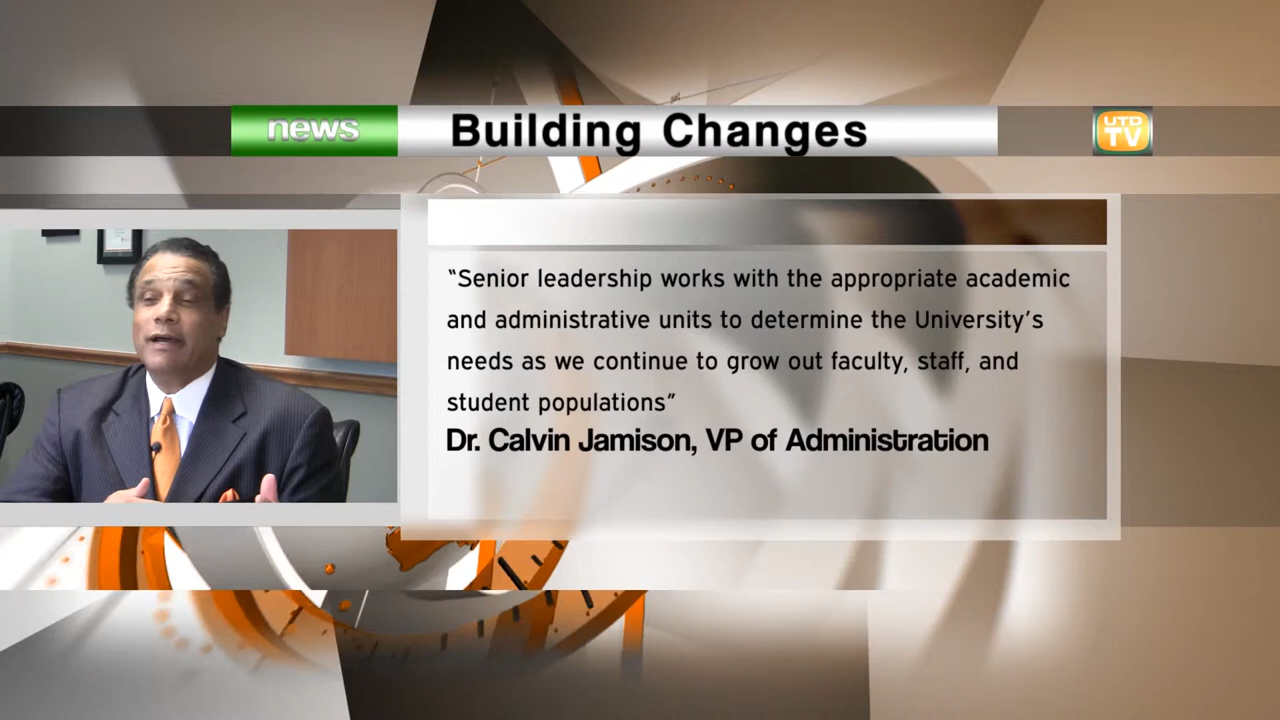 news
Building Changes
UTD
TV
“Senior leadership works with the appropriate academic
and administrative units to determine the University’s
needs as we continue to grow out faculty, staff, and
student populations”
Dr. Calvin Jamison, VP of Administration